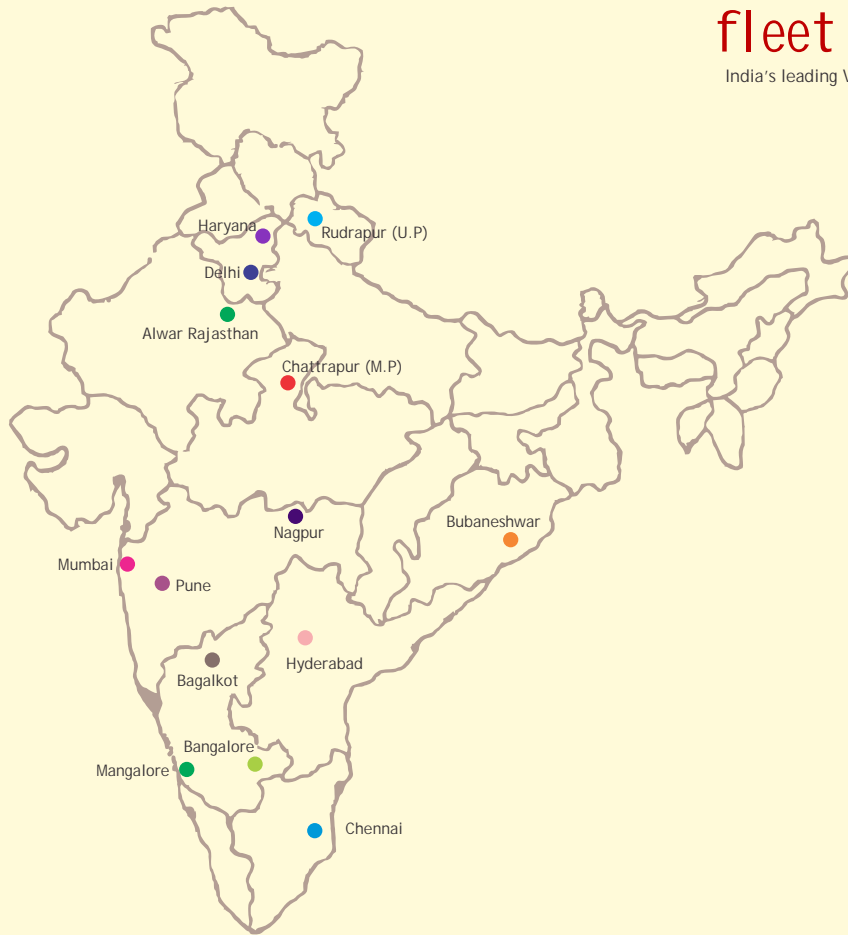 fleet
India's leading V
Haryana
Rudrapur (U.P)
Delhi
Alwar Rajasthan
Chattrapur (M.P)
Bubaneshwar
Nagpur
Mumbai
Pune
Hyderabad
Bagalkot
Bangalore
Mangalore
Chennai